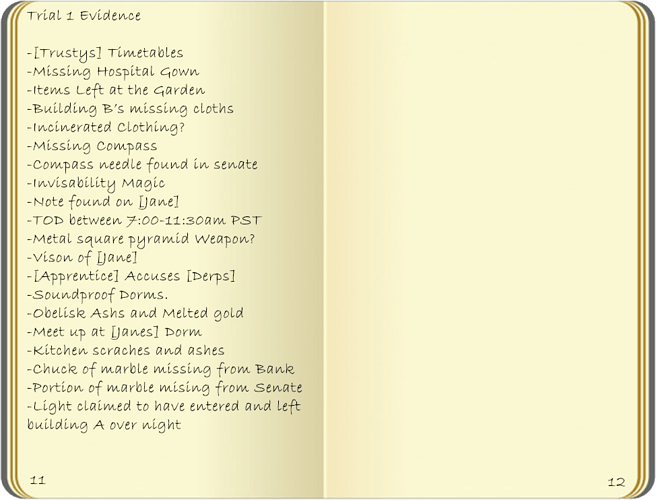 Trial 1 Evidence
-[Trustys] Timetables
-Missing Hospital Gown
-Items Left at the Garden
-Building B's missing cloths
-Incinerated Clothing?
-Missing Compass
-Compass needle found in senate
-Invisability Magic
-Note found on [Jane]
-TOD between 7:00-11:30am PST
-Metal square pyramid Weapon?
-Vison of [Jane]
-[Apprentice] Accuses [Derps]
-Soundproof Dorms.
-Obelisk Ashs and Melted gold
-Meet up at [Janes] Dorm
-Kitchen scraches and ashes
-Chuck of marble missing from Bank
-Portion of marble mising from Senate
-Light claimed to have entered and left
building A over night
11
12